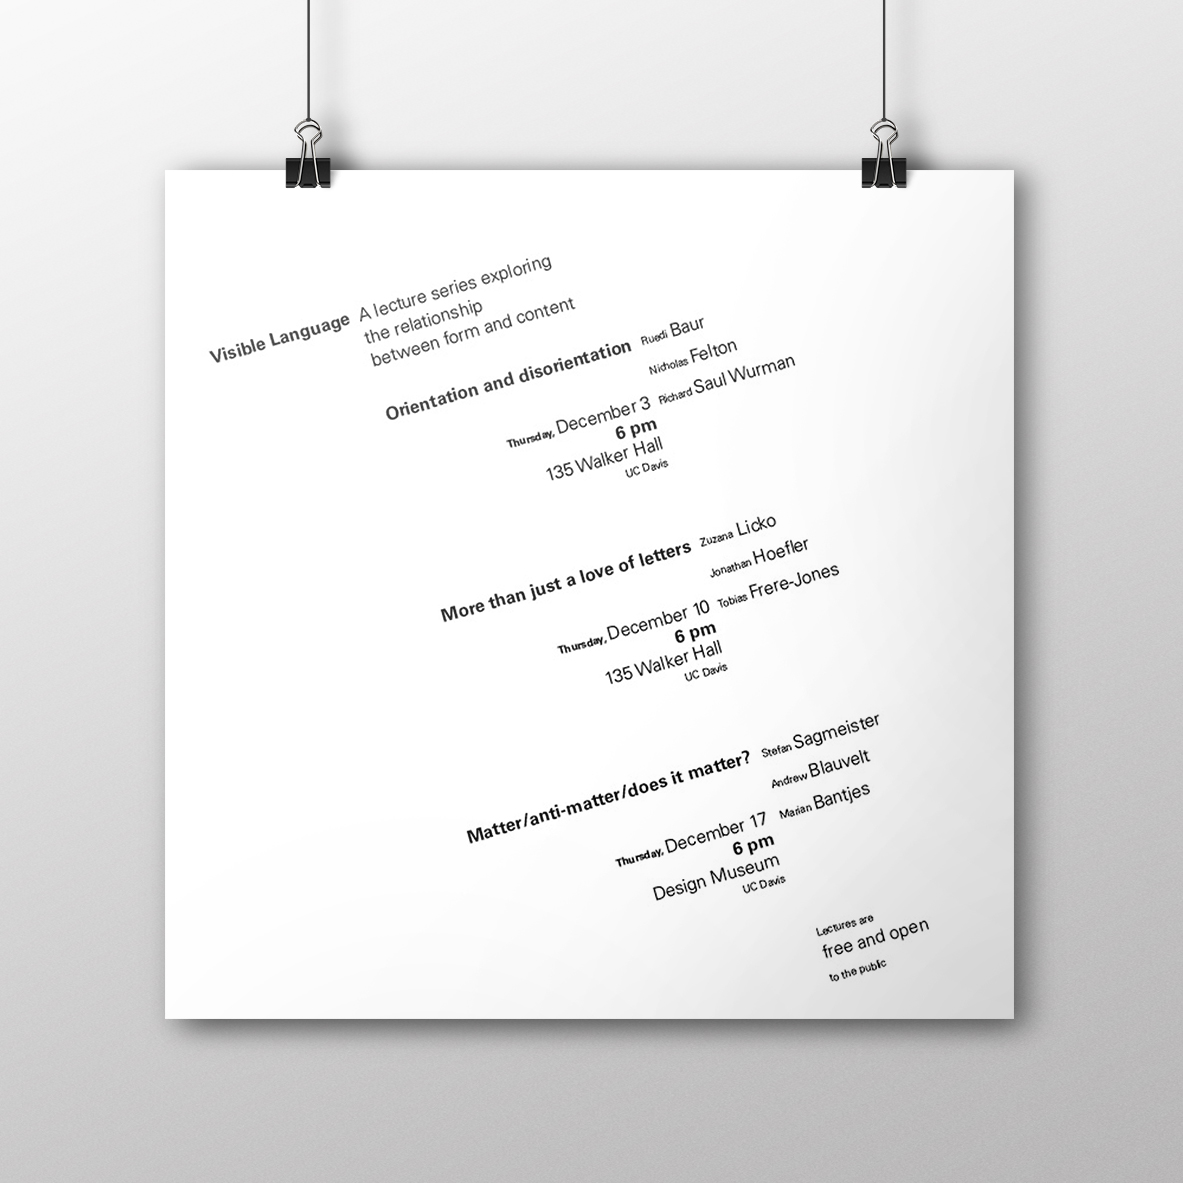 Visible Language A lecture series exploring
the relationship
between form and content
Orientation and disorientation Ruedi Baur
Nicholas Felton
Richard Saul Wurman
Thursday, December 3
6 pm
135 Walker Hall
UC Davis
More than just a love of letters Zuzana Licko
Jonathan Hoefler
Tobias Frere-Jones
Thursday, December 10
6 pm
135 Walker Hall
UC Davis
Matter/anti-matter/does it matter? Stefan Sagmeister
Andrew Blauvelt
Marian Bantjes
Thursday, December 17
6 pm
Design Museum
UC Davis
Lectures are
free and open
to the public